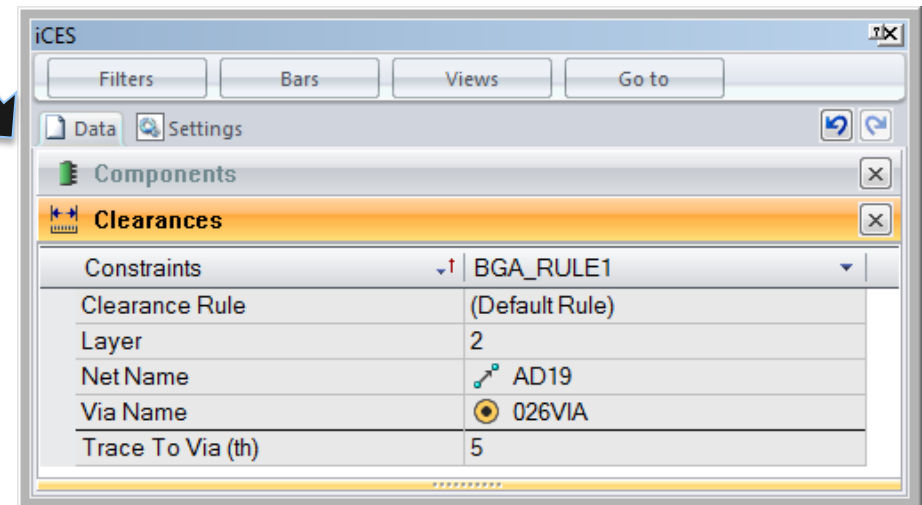 iCES
Filters Bars Views Go to
Data Settings
Components
Clearances
Constraints BGA_RULE1
Clearance Rule (Default Rule)
Layer 2
Net Name AD19
Via Name 026VIA
Trace To Via (th) 5